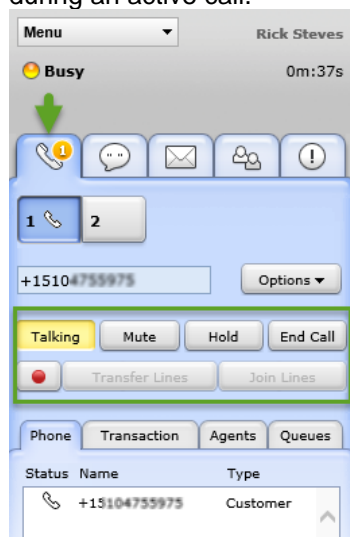 during an active call.
Menu ▼ Rick Steves
Busy 0m:37s
1
1 2
+15104755975 Options ▼
Talking Mute Hold End Call
Transfer Lines Join Lines
Phone Transaction Agents Queues
Status Name Type
+15104755975 Customer